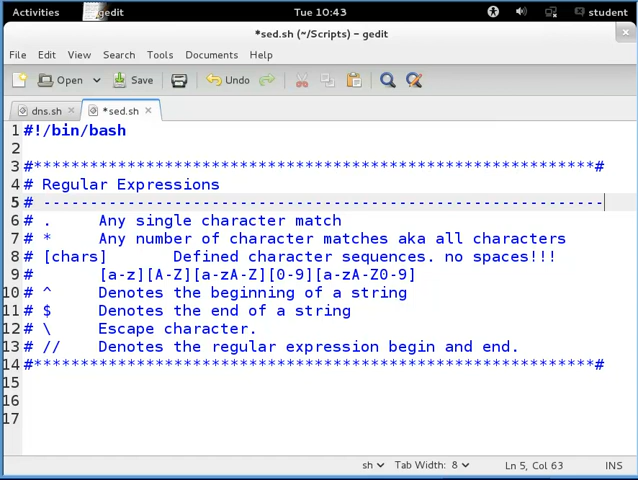 Activities gedit Tue 10:43 student
*sed.sh (~/Scripts) - gedit
File Edit View Search Tools Documents Help
Open Save Undo
dns.sh *sed.sh
1 #!/bin/bash
2
3 #************************************************************#
4 # Regular Expressions
5 # ------------------------------------------------------------
6 # . Any single character match
7 # * Any number of character matches aka all characters
8 # [chars] Defined character sequences. no spaces!!!
9 # [a-z][A-Z][a-zA-Z][0-9][a-zA-Z0-9]
10 # ^ Denotes the beginning of a string
11 # $ Denotes the end of a string
12 # \ Escape character.
13 # // Denotes the regular expression begin and end.
14 #************************************************************#
15
16
17
sh Tab Width: 8 Ln 5, Col 63 INS